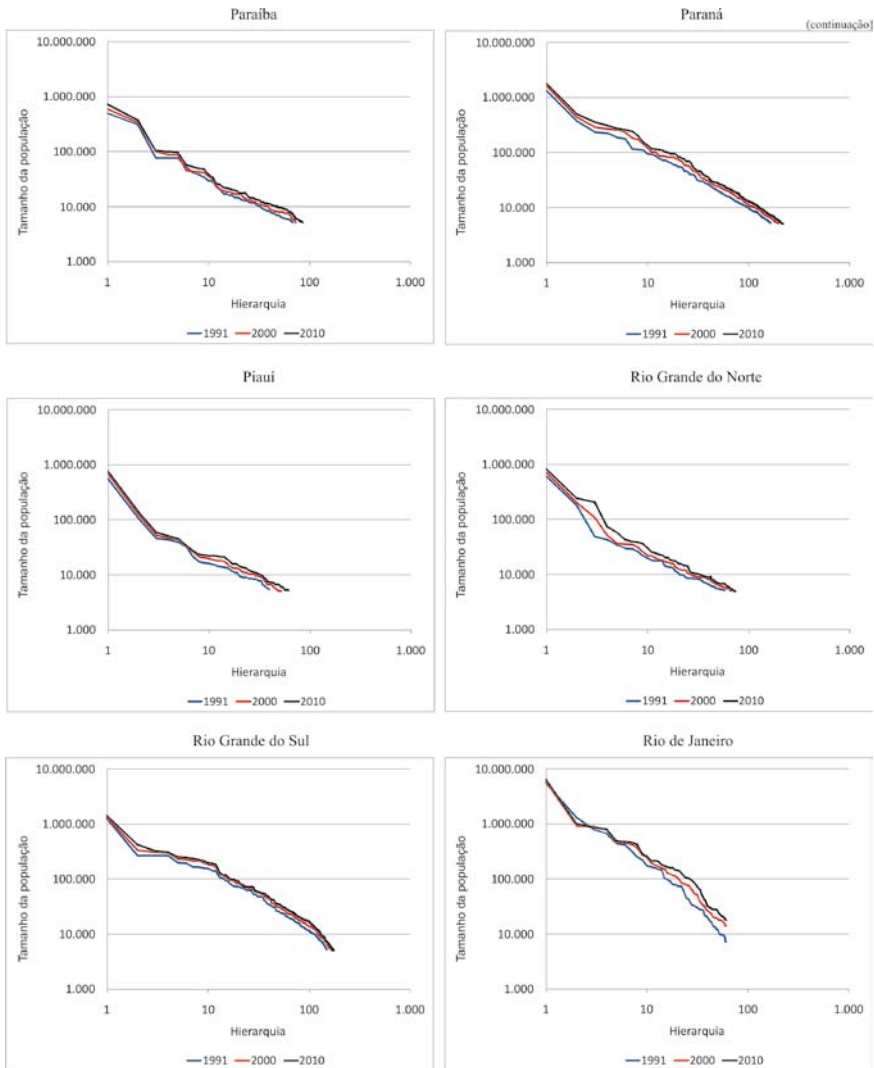 Paraíba
Paraná
(continuação)
10.000.000
1.000.000
100.000
10.000
1.000
Tamanho da população
1 10 100 1.000
Hierarquia
1991 2000 2010
10.000.000
1.000.000
100.000
10.000
1.000
Tamanho da população
1 10 100 1.000
Hierarquia
1991 2000 2010
Piauí
Rio Grande do Norte
10.000.000
1.000.000
100.000
10.000
1.000
Tamanho da população
1 10 100 1.000
Hierarquia
1991 2000 2010
10.000.000
1.000.000
100.000
10.000
1.000
Tamanho da população
1 10 100 1.000
Hierarquia
1991 2000 2010
Rio Grande do Sul
Rio de Janeiro
10.000.000
1.000.000
100.000
10.000
1.000
Tamanho da população
1 10 100 1.000
Hierarquia
1991 2000 2010
10.000.000
1.000.000
100.000
10.000
1.000
Tamanho da população
1 10 100 1.000
Hierarquia
1991 2000 2010